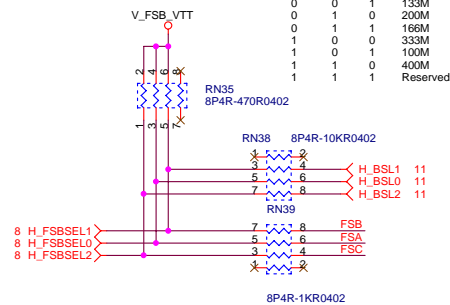 0 0 1 133M
0 1 0 200M
0 1 1 166M
1 0 0 333M
1 0 1 100M
1 1 0 400M
1 1 1 Reserved
V_FSB_VTT
2 4 6 8
RN35
8P4R-470R0402
1 3 5 7
RN38 8P4R-10KR0402
1 2
3 4 H_BSL1 11
5 6 H_BSL0 11
7 8 H_BSL2 11
RN39
8 H_FSBSEL1 7 8 FSB
8 H_FSBSEL0 5 6 FSA
8 H_FSBSEL2 3 4 FSC
1 2
8P4R-1KR0402